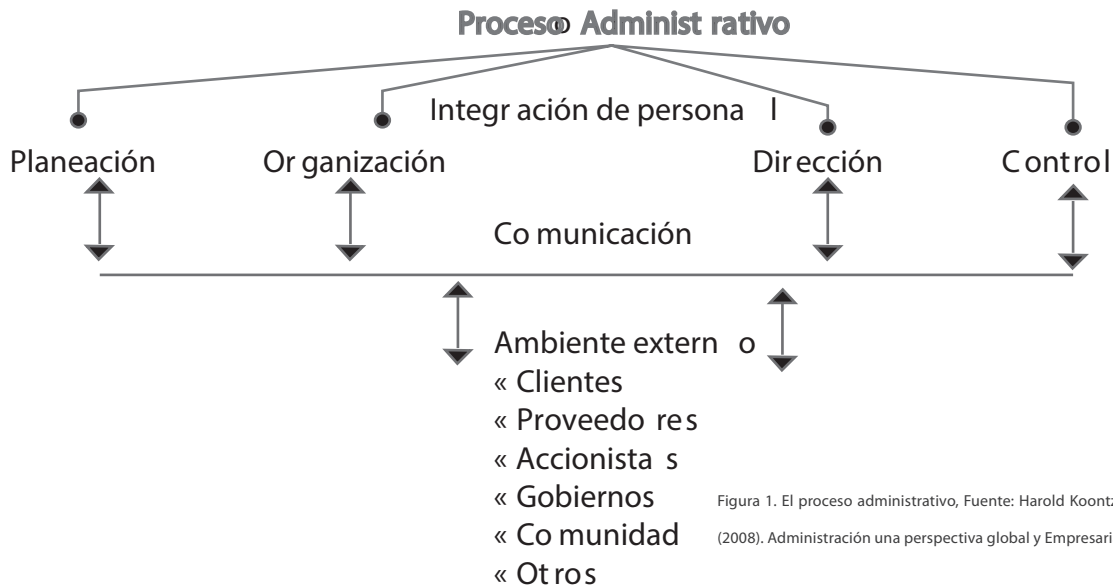 Proceso Administrativo
Integración de personal
Planeación Organización Dirección Control
Comunicación
Ambiente externo
« Clientes
« Proveedores
« Accionistas
« Gobiernos
« Comunidad
« Otros
Figura 1. El proceso administrativo, Fuente: Harold Koontz
(2008). Administración una perspectiva global y Empresari